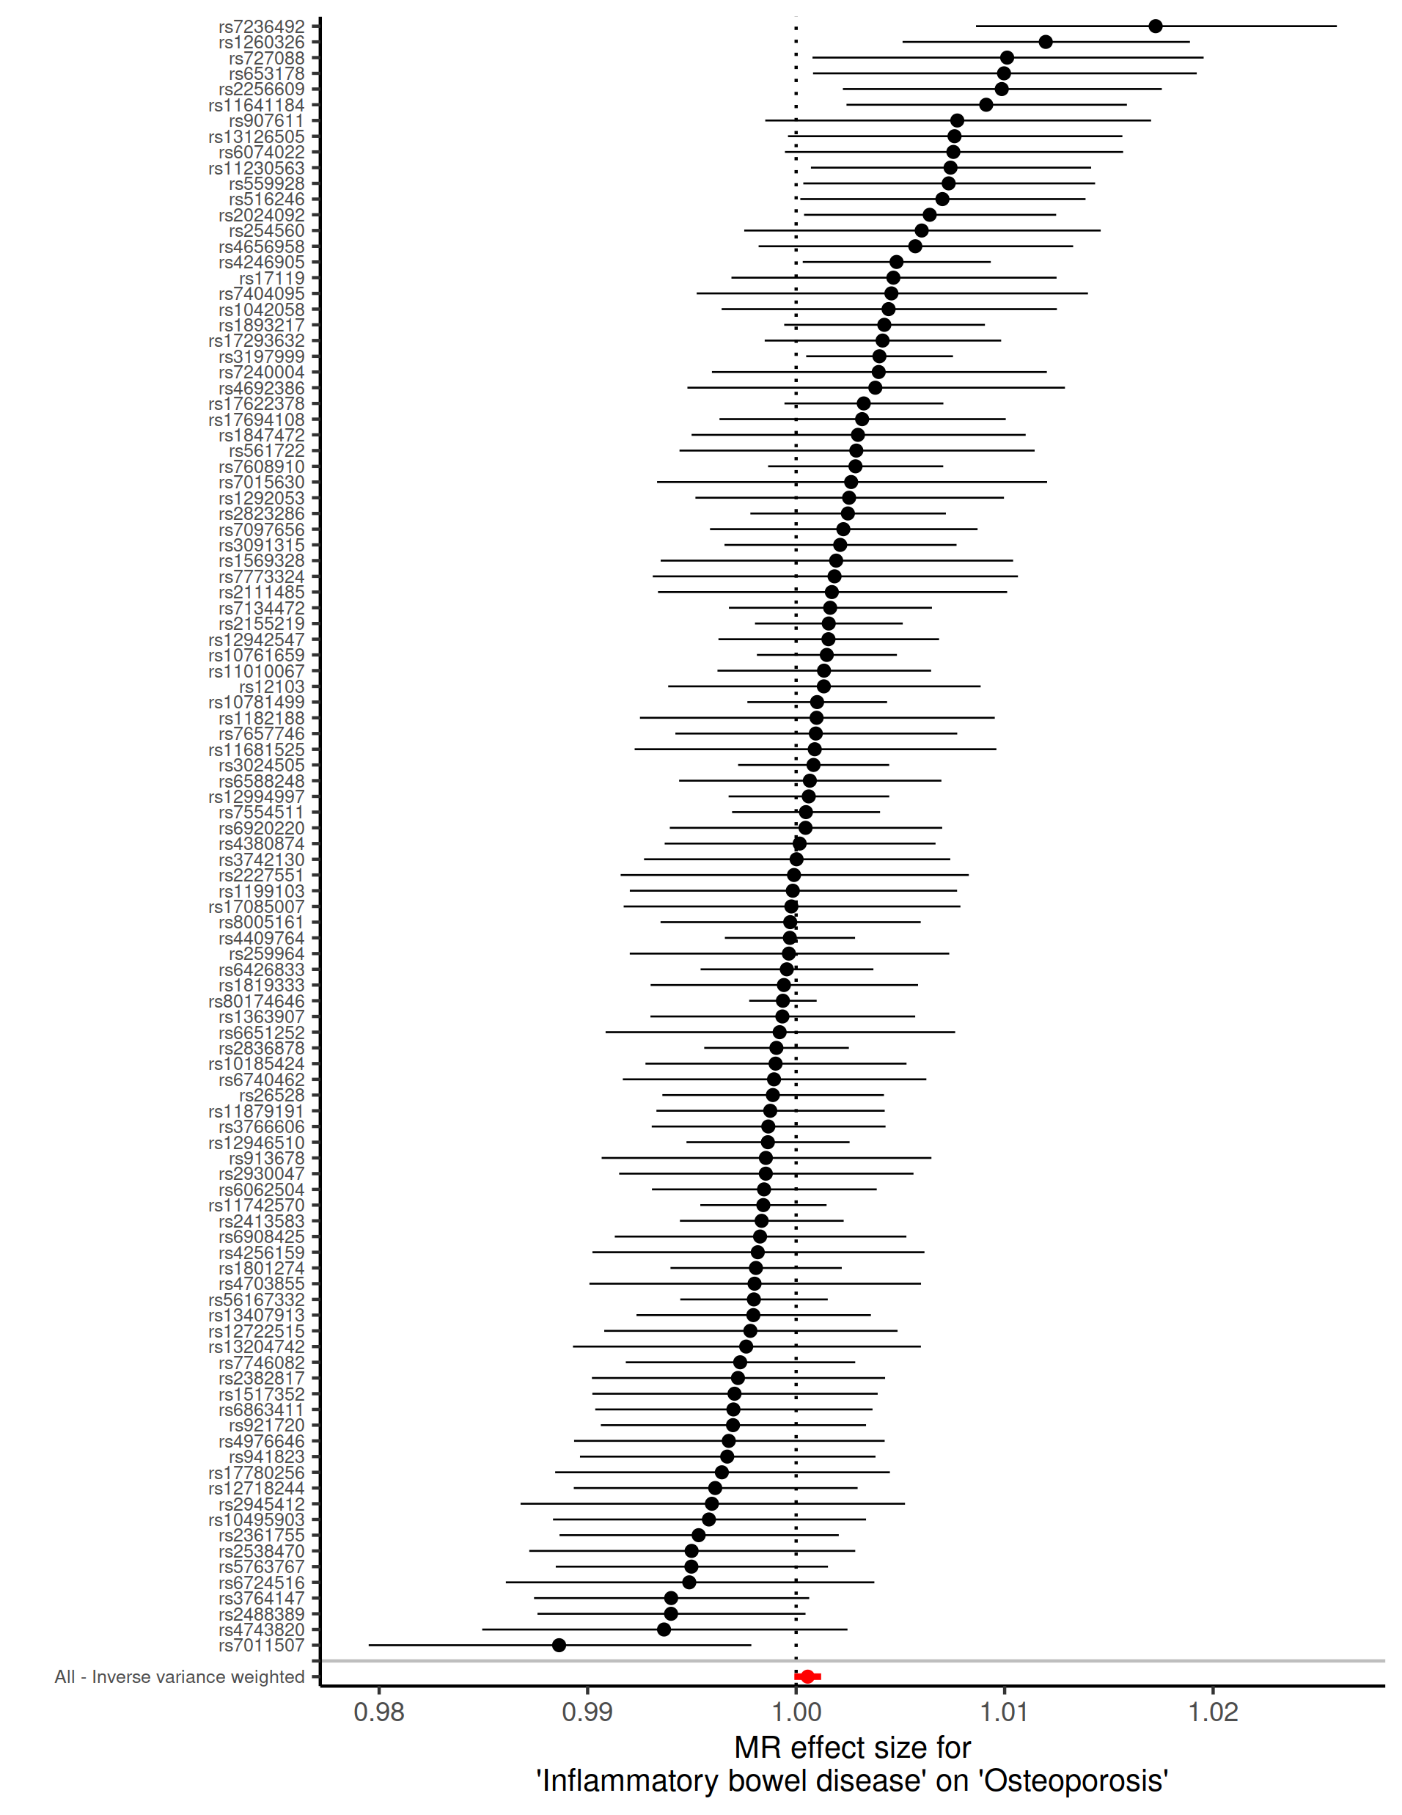 rs7236492
rs1260326
rs727088
rs653178
rs2256609
rs11641184
rs907611
rs13126505
rs6074022
rs11230563
rs559928
rs516246
rs2024092
rs254560
rs4656958
rs4246905
rs17119
rs7404095
rs1042058
rs1893217
rs17293632
rs3197999
rs7240004
rs4692386
rs17622378
rs17694108
rs1847472
rs561722
rs7608910
rs7015630
rs1292053
rs2823286
rs7097656
rs3091315
rs1569328
rs7773324
rs2111485
rs7134472
rs2155219
rs12942547
rs10761659
rs11010067
rs12103
rs10781499
rs1182188
rs7657746
rs11681525
rs3024505
rs6588248
rs12994997
rs7554511
rs6920220
rs4380874
rs3742130
rs2227551
rs1199103
rs17085007
rs8005161
rs4409764
rs259964
rs6426833
rs1819333
rs80174646
rs1363907
rs6651252
rs2836878
rs10185424
rs6740462
rs26528
rs11879191
rs3766606
rs12946510
rs913678
rs2930047
rs6062504
rs11742570
rs2413583
rs6908425
rs4256159
rs1801274
rs4703855
rs56167332
rs13407913
rs12722515
rs13204742
rs7746082
rs2382817
rs1517352
rs6863411
rs921720
rs4976646
rs941823
rs17780256
rs12718244
rs2945412
rs10495903
rs2361755
rs2538470
rs5763767
rs6724516
rs3764147
rs2488389
rs4743820
rs7011507
All - Inverse variance weighted
0.98 0.99 1.00 1.01 1.02
MR effect size for
'Inflammatory bowel disease' on 'Osteoporosis'